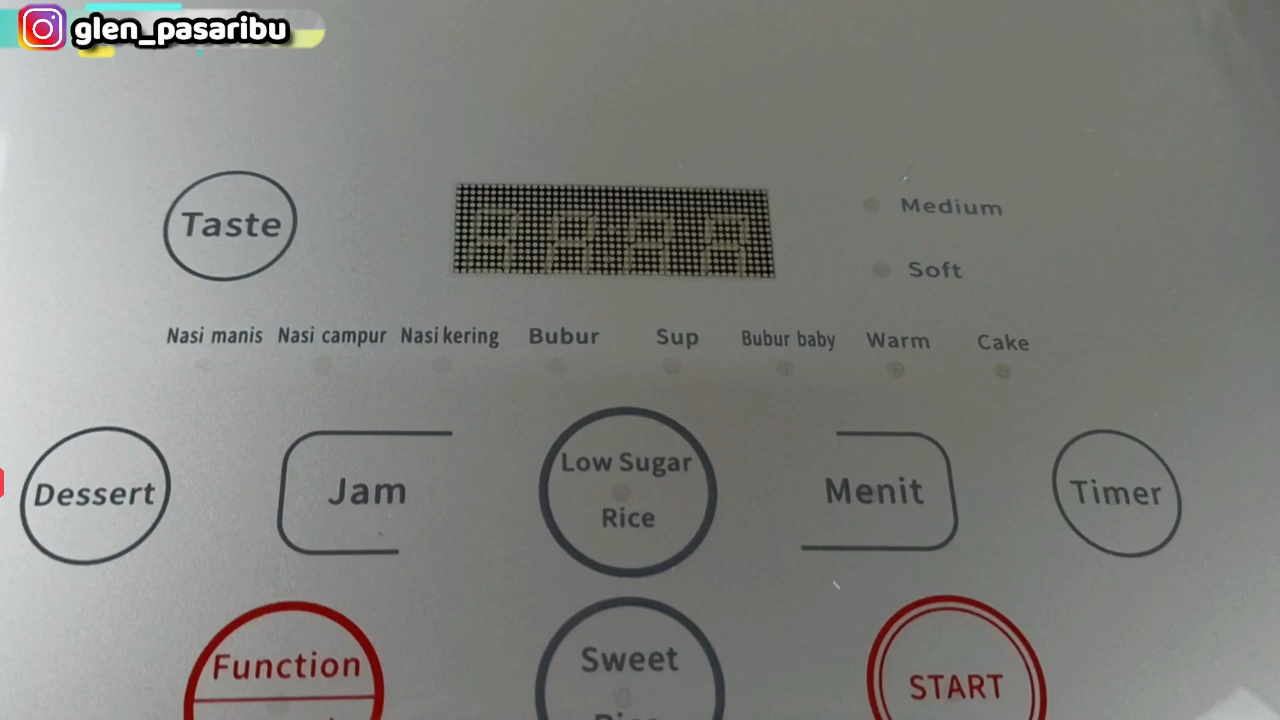 glen_pasaribu
Taste
Medium
Soft
Nasi manis Nasi campur Nasi kering Bubur Sup Bubur baby Warm Cake
Dessert
Jam
Low Sugar
Rice
Menit
Timer
Function
Sweet
START